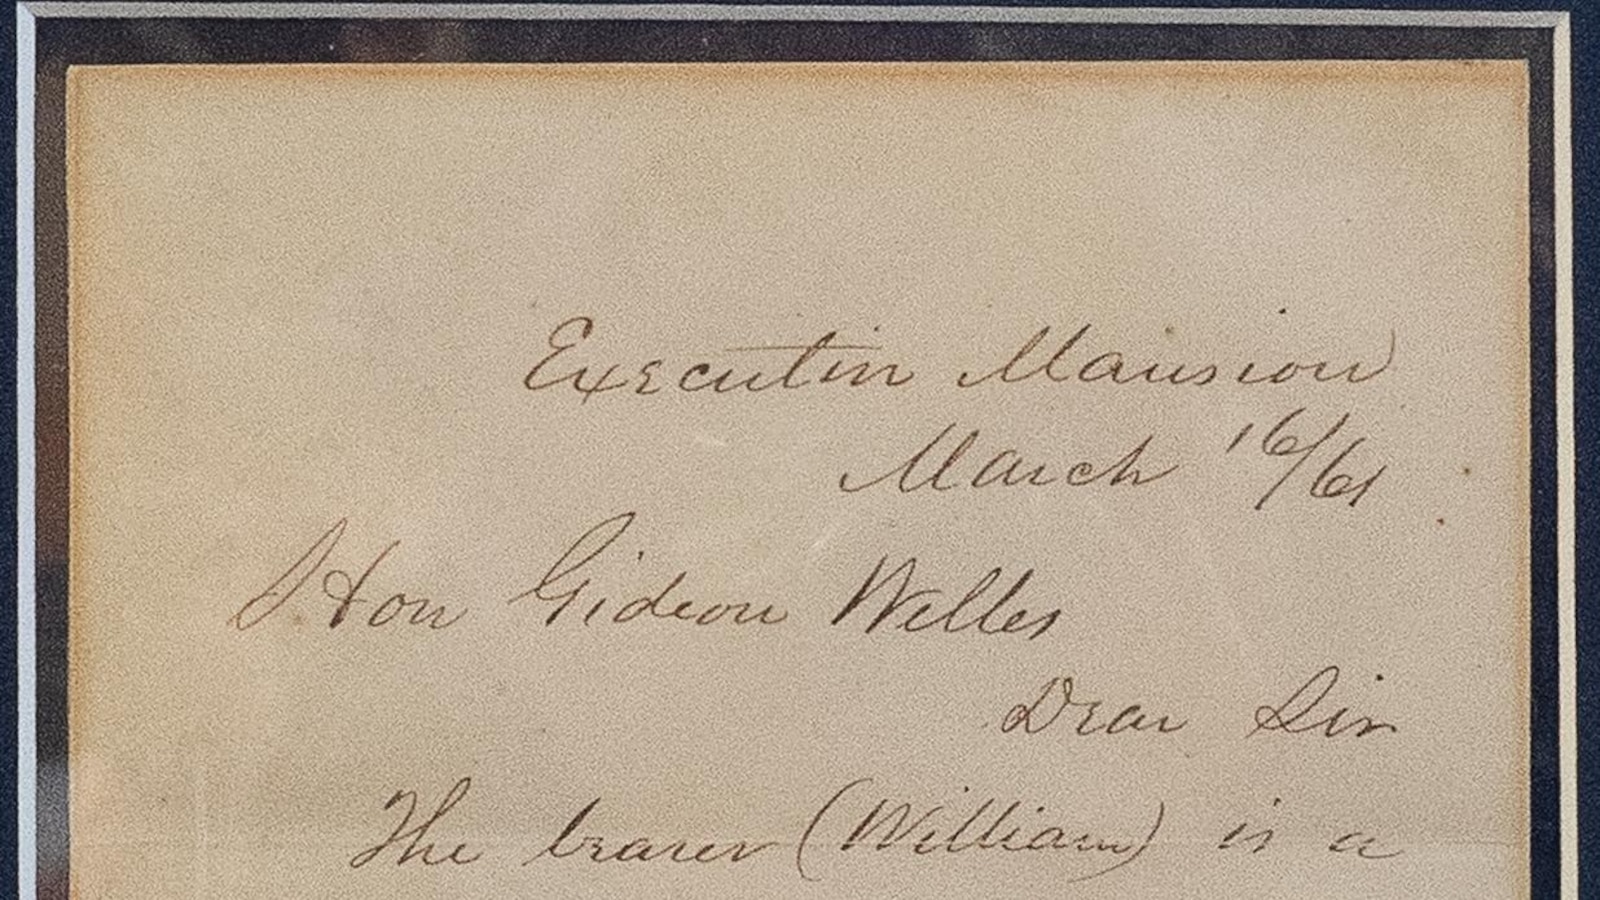 Executive Mansion
March 16/61
Hon Gideon Welles
Dear Sir
The bearer (William) is a